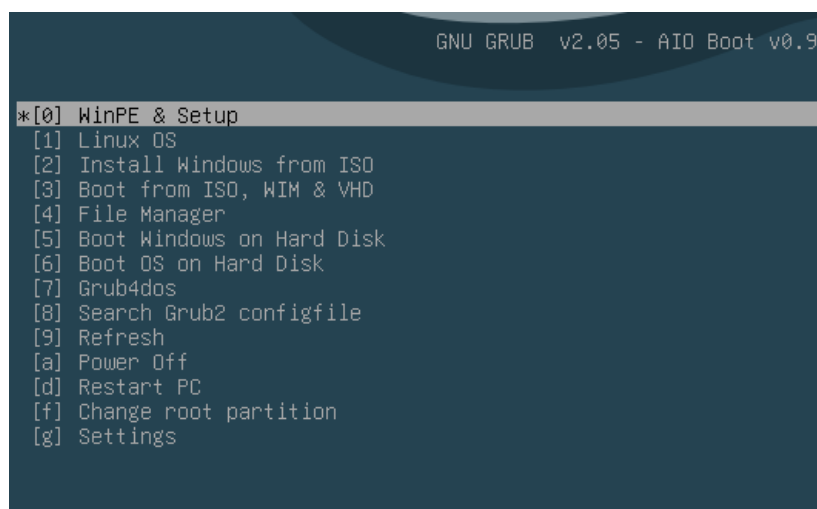 GNU GRUB v2.05 - AIO Boot v0.9
*[0] WinPE & Setup
[1] Linux OS
[2] Install Windows from ISO
[3] Boot from ISO, WIM & VHD
[4] File Manager
[5] Boot Windows on Hard Disk
[6] Boot OS on Hard Disk
[7] Grub4dos
[8] Search Grub2 configfile
[9] Refresh
[a] Power Off
[d] Restart PC
[f] Change root partition
[g] Settings